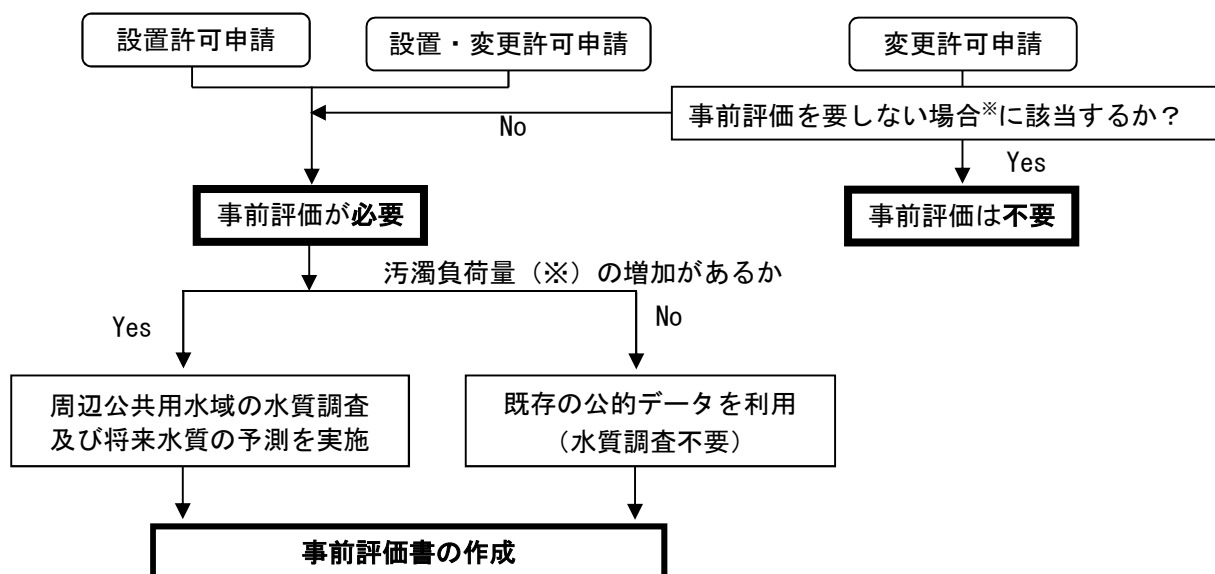 設置許可申請
設置・変更許可申請
変更許可申請
事前評価を要しない場合※に該当するか？
No
Yes
事前評価が必要
事前評価は不要
汚濁負荷量（※）の増加があるか
Yes
No
周辺公共用水域の水質調査
及び将来水質の予測を実施
既存の公的データを利用
（水質調査不要）
事前評価書の作成